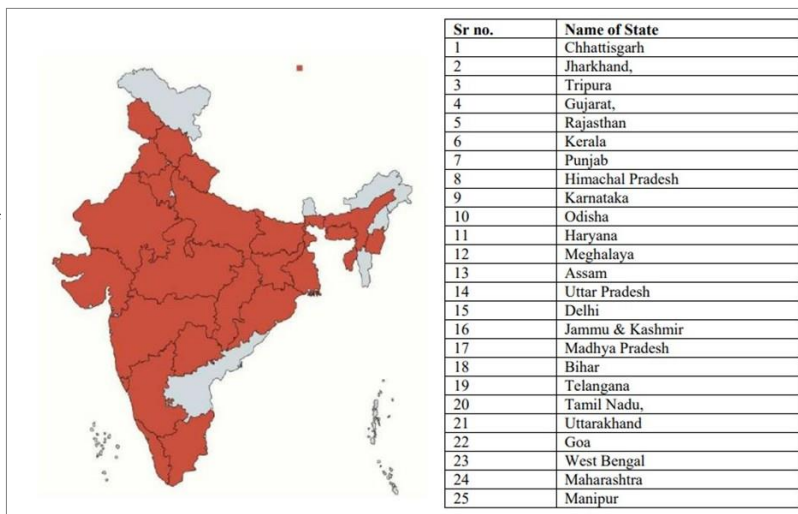 Sr no. Name of State
1 Chhattisgarh
2 Jharkhand,
3 Tripura
4 Gujarat,
5 Rajasthan
6 Kerala
7 Punjab
8 Himachal Pradesh
9 Karnataka
10 Odisha
11 Haryana
12 Meghalaya
13 Assam
14 Uttar Pradesh
15 Delhi
16 Jammu & Kashmir
17 Madhya Pradesh
18 Bihar
19 Telangana
20 Tamil Nadu,
21 Uttarakhand
22 Goa
23 West Bengal
24 Maharashtra
25 Manipur